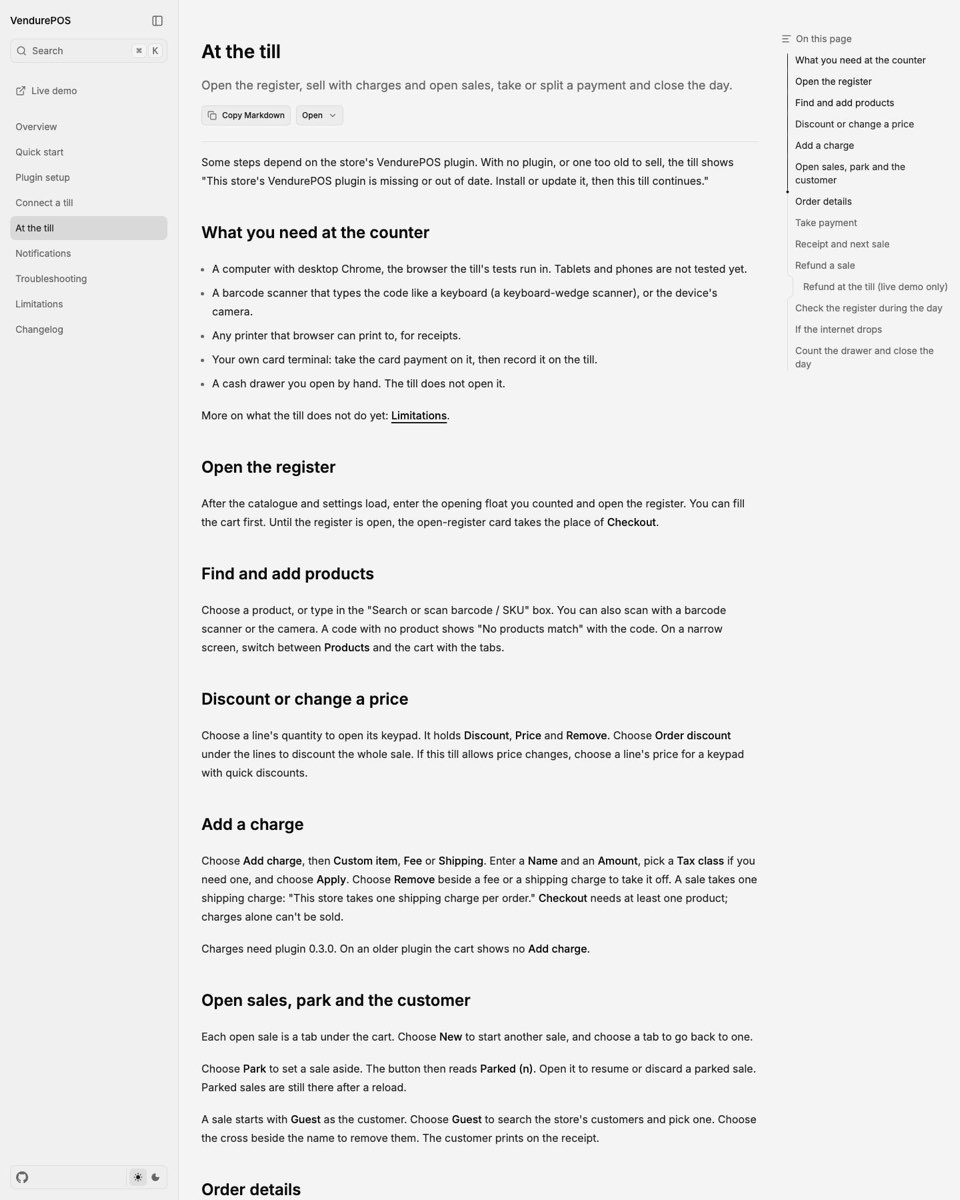 VendurePOS
Search
⌘ K
Live demo
Overview
Quick start
Plugin setup
Connect a till
At the till
Notifications
Troubleshooting
Limitations
Changelog
At the till
Open the register, sell with charges and open sales, take or split a payment and close the day.
Copy Markdown
Open
Some steps depend on the store's VendurePOS plugin. With no plugin, or one too old to sell, the till shows
"This store's VendurePOS plugin is missing or out of date. Install or update it, then this till continues."
What you need at the counter
• A computer with desktop Chrome, the browser the till's tests run in. Tablets and phones are not tested yet.
• A barcode scanner that types the code like a keyboard (a keyboard-wedge scanner), or the device's
camera.
• Any printer that browser can print to, for receipts.
• Your own card terminal: take the card payment on it, then record it on the till.
• A cash drawer you open by hand. The till does not open it.
More on what the till does not do yet: Limitations.
Open the register
After the catalogue and settings load, enter the opening float you counted and open the register. You can fill
the cart first. Until the register is open, the open-register card takes the place of Checkout.
Find and add products
Choose a product, or type in the "Search or scan barcode / SKU" box. You can also scan with a barcode
scanner or the camera. A code with no product shows "No products match" with the code. On a narrow
screen, switch between Products and the cart with the tabs.
Discount or change a price
Choose a line's quantity to open its keypad. It holds Discount, Price and Remove. Choose Order discount
under the lines to discount the whole sale. If this till allows price changes, choose a line's price for a keypad
with quick discounts.
Add a charge
Choose Add charge, then Custom item, Fee or Shipping. Enter a Name and an Amount, pick a Tax class if you
need one, and choose Apply. Choose Remove beside a fee or a shipping charge to take it off. A sale takes one
shipping charge: "This store takes one shipping charge per order." Checkout needs at least one product;
charges alone can't be sold.
Charges need plugin 0.3.0. On an older plugin the cart shows no Add charge.
Open sales, park and the customer
Each open sale is a tab under the cart. Choose New to start another sale, and choose a tab to go back to one.
Choose Park to set a sale aside. The button then reads Parked (n). Open it to resume or discard a parked sale.
Parked sales are still there after a reload.
A sale starts with Guest as the customer. Choose Guest to search the store's customers and pick one. Choose
the cross beside the name to remove them. The customer prints on the receipt.
Order details
On this page
What you need at the counter
Open the register
Find and add products
Discount or change a price
Add a charge
Open sales, park and the
customer
Order details
Take payment
Receipt and next sale
Refund a sale
Refund at the till (live demo only)
Check the register during the day
If the internet drops
Count the drawer and close the
day